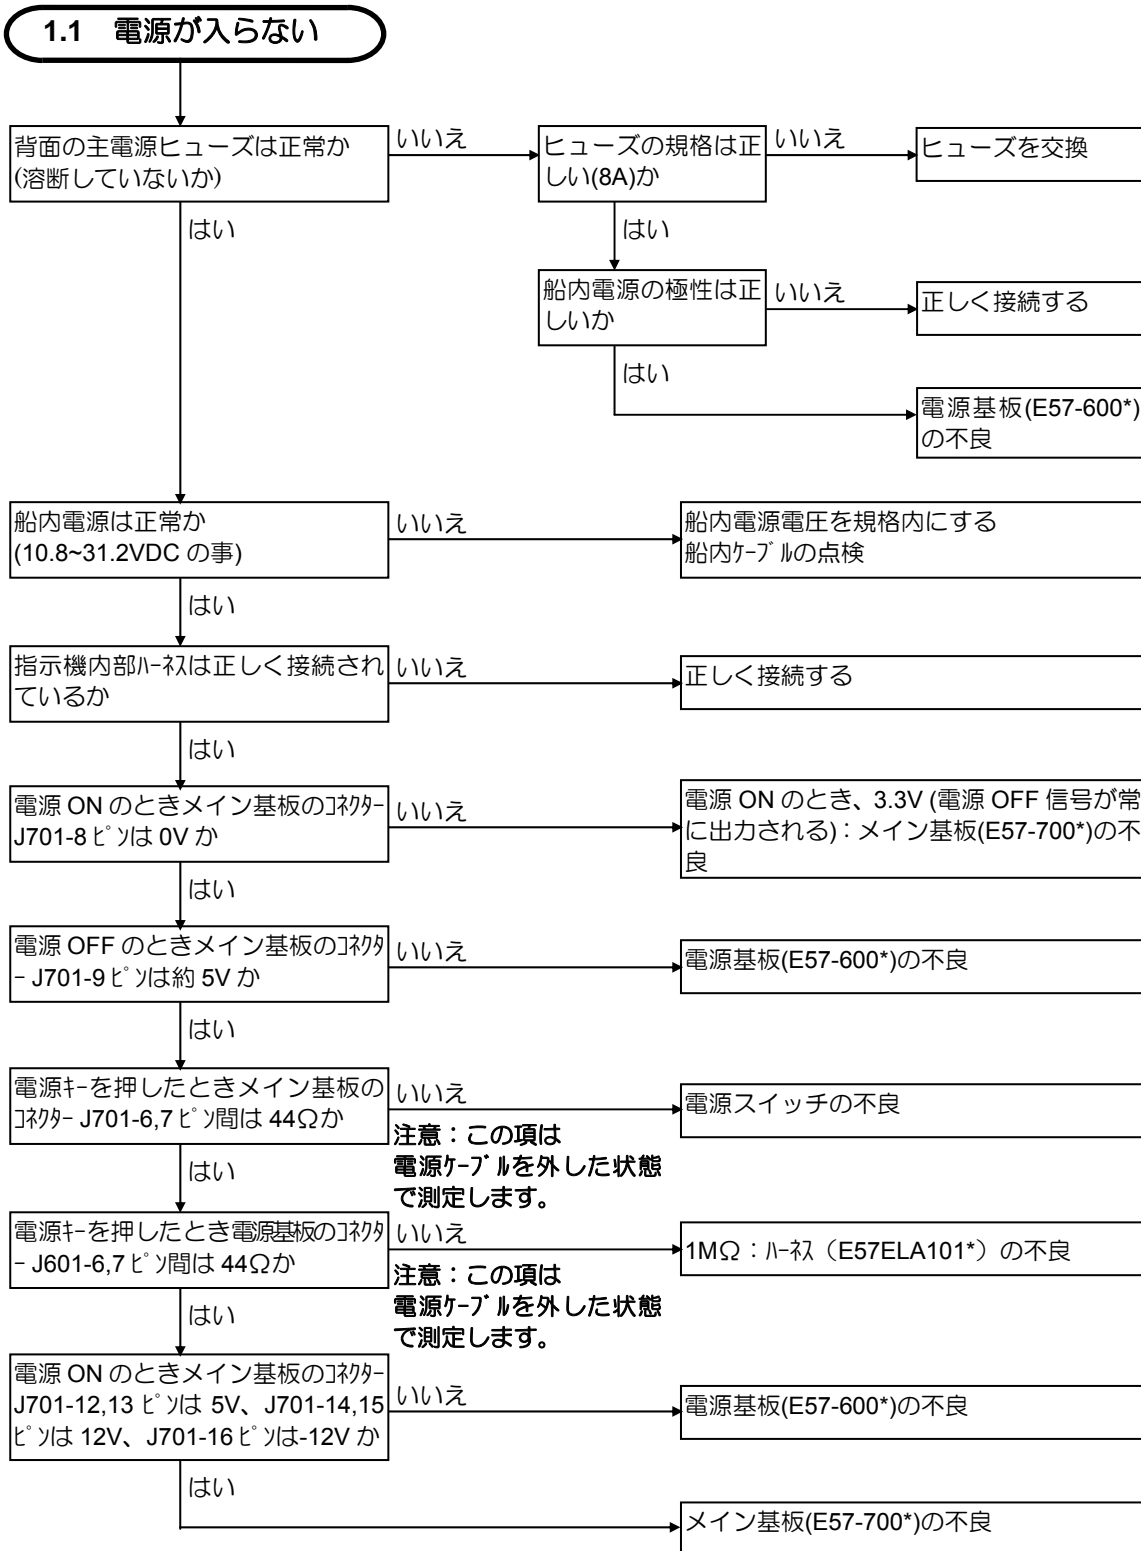 1.1 電源が入らない
背面の主電源ヒューズは正常か
(溶断していないか)
いいえ
ヒューズの規格は正
しい(8A)か
いいえ
ヒューズを交換
はい
はい
船内電源の極性は正
しいか
いいえ
正しく接続する
はい
電源基板(E57-600*)
の不良
船内電源は正常か
(10.8~31.2VDC の事)
いいえ
船内電源電圧を規格内にする
船内ｹｰﾌﾞﾙの点検
はい
指示機内部ﾊｰﾈｽは正しく接続され
ているか
いいえ
正しく接続する
はい
電源 ON のときメイン基板のｺﾈｸﾀｰ
J701-8 ﾋﾟﾝは 0V か
いいえ
電源 ON のとき、3.3V (電源 OFF 信号が常
に出力される)：メイン基板(E57-700*)の不
良
はい
電源 OFF のときメイン基板のｺﾈｸﾀ
ｰ J701-9 ﾋﾟﾝは約 5V か
いいえ
電源基板(E57-600*)の不良
はい
電源ｷｰを押したときメイン基板の
ｺﾈｸﾀｰ J701-6,7 ﾋﾟﾝ間は 44Ωか
いいえ
電源スイッチの不良
注意：この項は
電源ｹｰﾌﾞﾙを外した状態
で測定します。
はい
電源ｷｰを押したとき電源基板のｺﾈｸﾀ
ｰ J601-6,7 ﾋﾟﾝ間は 44Ωか
いいえ
1MΩ：ﾊｰﾈｽ（E57ELA101*）の不良
注意：この項は
電源ｹｰﾌﾞﾙを外した状態
で測定します。
はい
電源 ON のときメイン基板のｺﾈｸﾀｰ
J701-12,13 ﾋﾟﾝは 5V、J701-14,15
ﾋﾟﾝは 12V、J701-16 ﾋﾟﾝは-12V か
いいえ
電源基板(E57-600*)の不良
はい
メイン基板(E57-700*)の不良